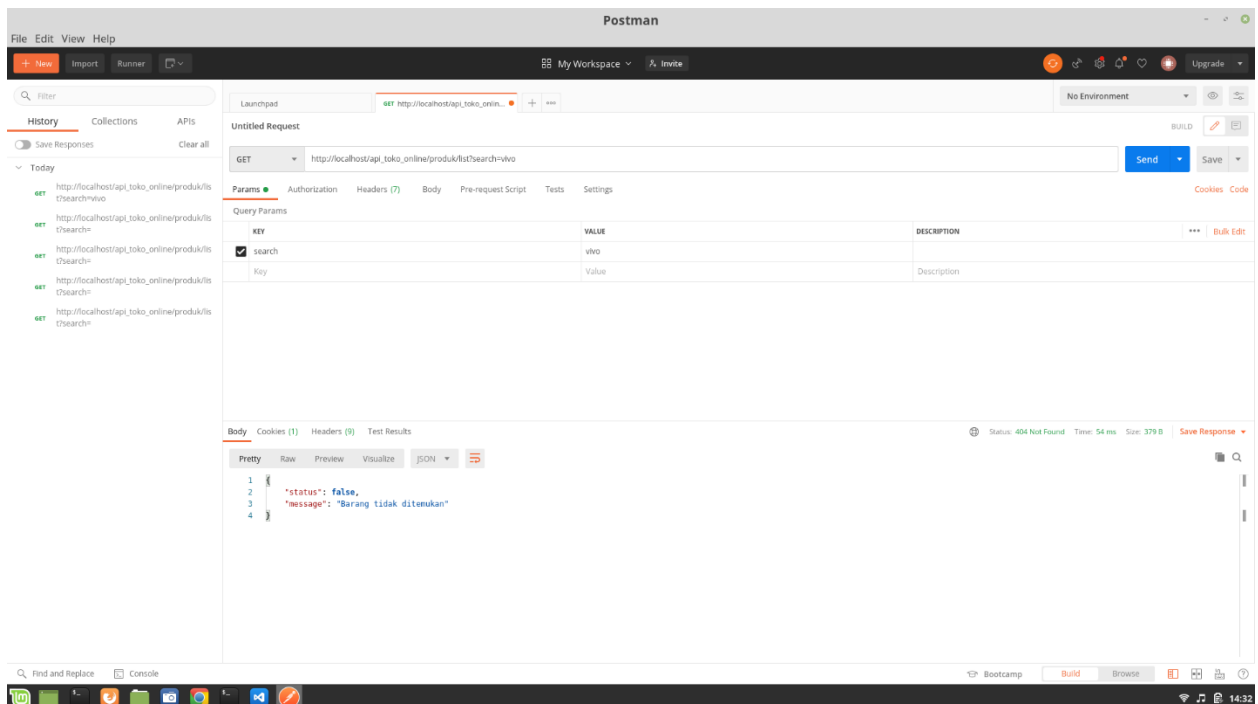 Postman
File Edit View Help
+ New Import Runner My Workspace Invite Upgrade
Filter
History Collections APIs
Save Responses Clear all
Today
GET http://localhost/api_toko_online/produk/lis
t?search=vivo
GET http://localhost/api_toko_online/produk/lis
t?search=
GET http://localhost/api_toko_online/produk/lis
t?search=
GET http://localhost/api_toko_online/produk/lis
t?search=
GET http://localhost/api_toko_online/produk/lis
t?search=
Launchpad GET http://localhost/api_toko_onlin... + ••• No Environment
Untitled Request BUILD
GET http://localhost/api_toko_online/produk/list?search=vivo Send Save
Params Authorization Headers (7) Body Pre-request Script Tests Settings Cookies Code
Query Params
KEY VALUE DESCRIPTION ••• Bulk Edit
search vivo
Key Value Description
Body Cookies (1) Headers (9) Test Results Status: 404 Not Found Time: 54 ms Size: 379 B Save Response
Pretty Raw Preview Visualize JSON
1 {
2 "status": false,
3 "message": "Barang tidak ditemukan"
4 }
Find and Replace Console Bootcamp Build Browse
14:32